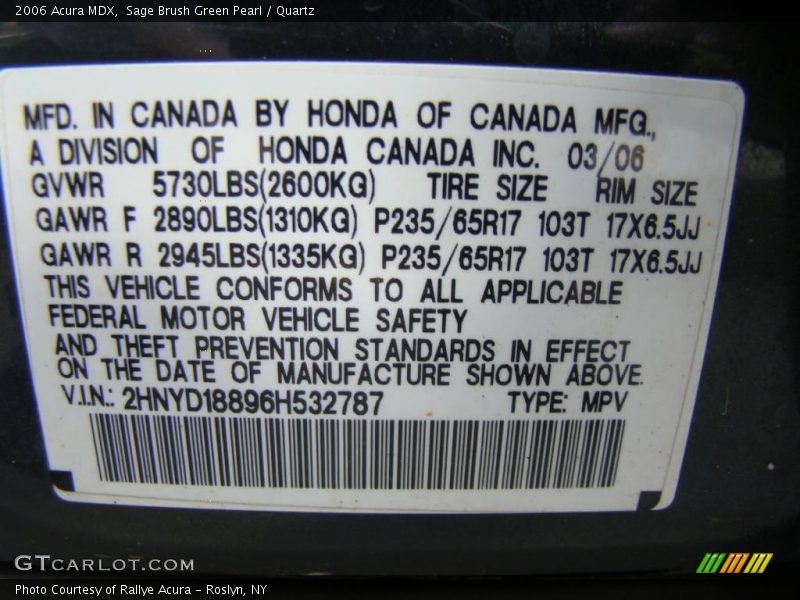 2006 Acura MDX,  Sage Brush Green Pearl / Quartz
MFD. IN CANADA BY HONDA OF CANADA MFG.,
A DIVISION OF HONDA CANADA INC. 03/06
GVWR 5730LBS(2600KG) TIRE SIZE RIM SIZE
GAWR F 2890LBS(1310KG) P235/65R17 103T 17X6.5JJ
GAWR R 2945LBS(1335KG) P235/65R17 103T 17X6.5JJ
THIS VEHICLE CONFORMS TO ALL APPLICABLE
FEDERAL MOTOR VEHICLE SAFETY
AND THEFT PREVENTION STANDARDS IN EFFECT
ON THE DATE OF MANUFACTURE SHOWN ABOVE.
V.I.N.: 2HNYD18896H532787 TYPE: MPV
GTCARLOT.COM
Photo Courtesy of Rallye Acura - Roslyn, NY